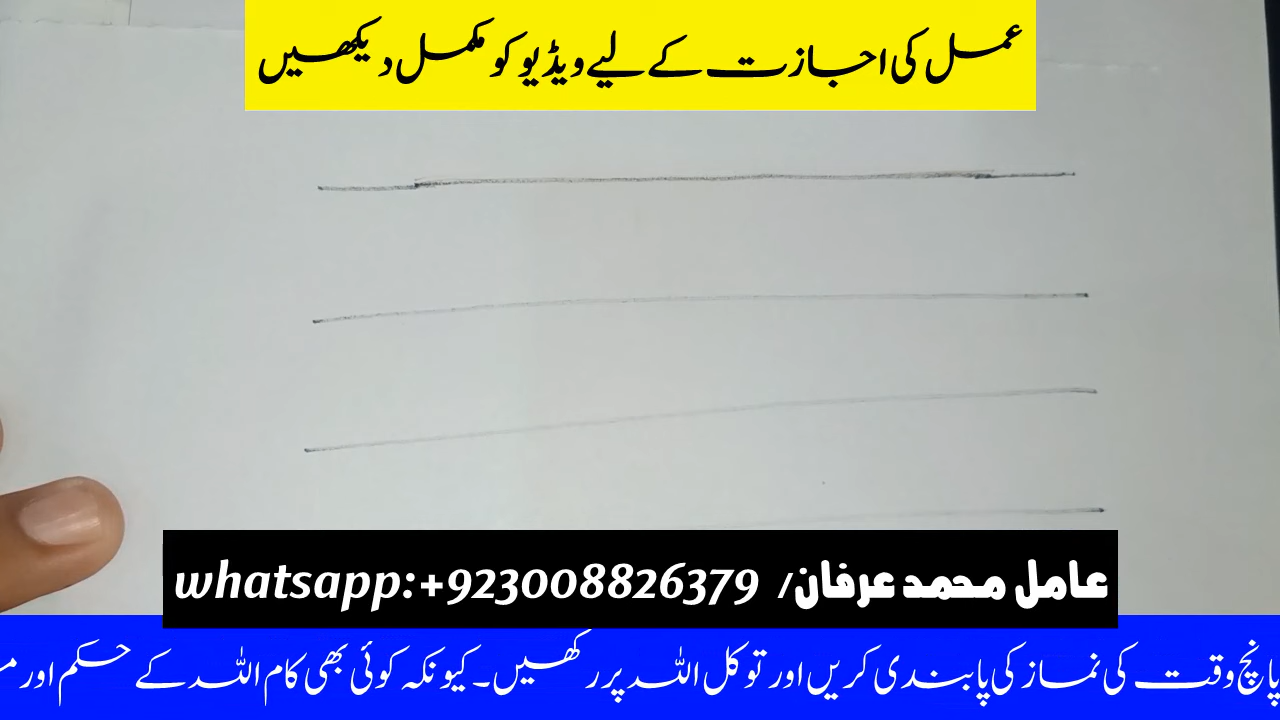 عمل کی اجازت کے لیے ویڈیو کو مکمل دیکھیں
عامل محمد عرفان/ whatsapp:+923008826379
پانچ وقت کی نماز کی پابندی کریں اور توکل اللہ پر رکھیں۔ کیونکہ کوئی بھی کام اللہ کے حکم اور